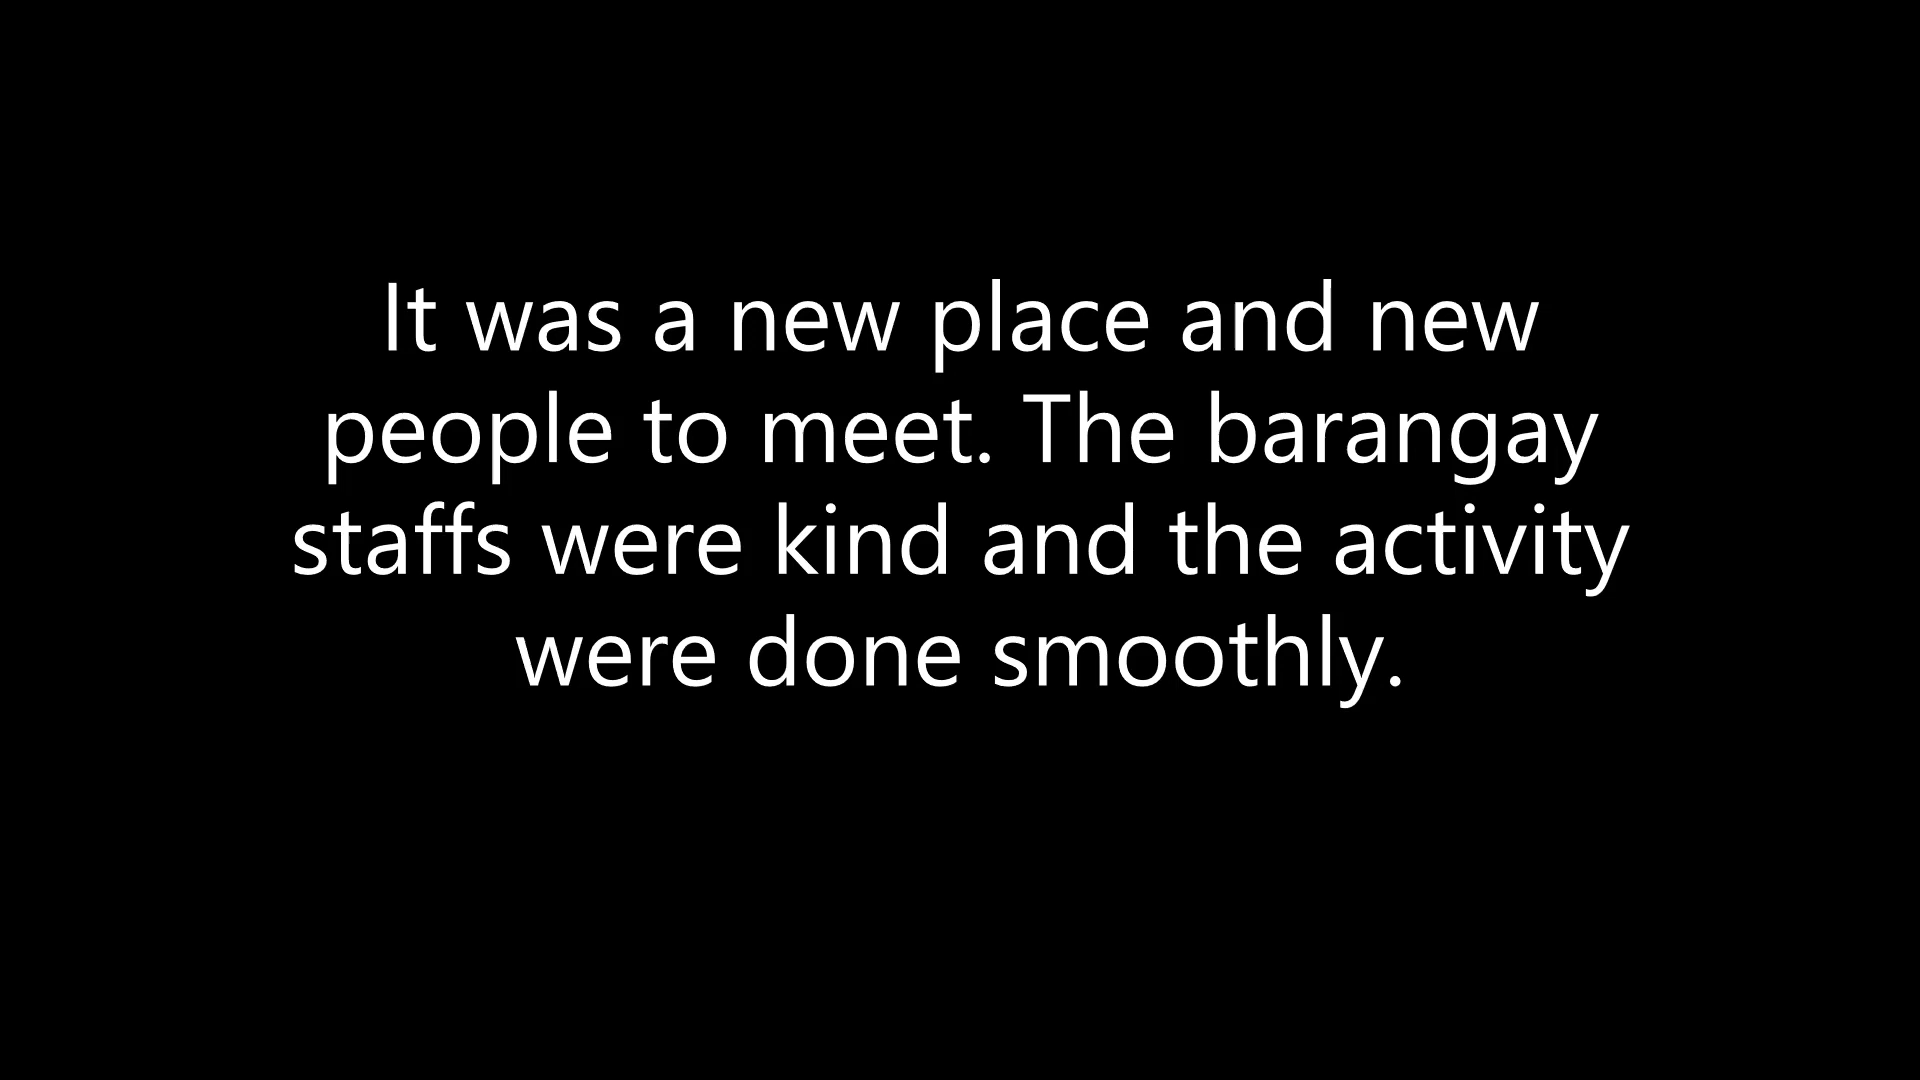 It was a new place and new
people to meet. The barangay
staffs were kind and the activity
were done smoothly.